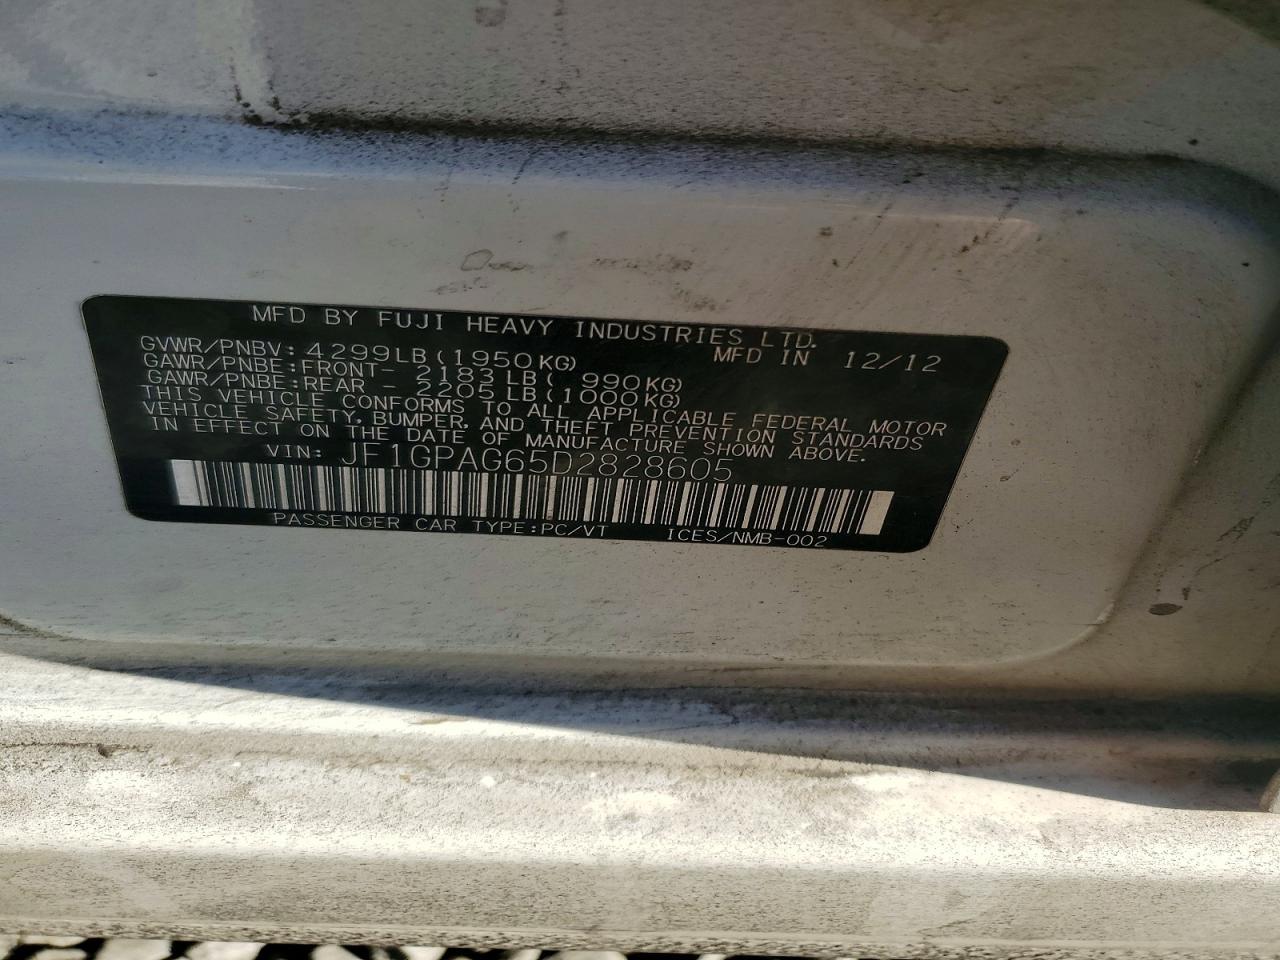 MFD BY FUJI HEAVY INDUSTRIES LTD.
GVWR/PNBV: 4299LB(1950KG) MFD IN 12/12
GAWR/PNBE:FRONT- 2183LB( 990KG)
GAWR/PNBE:REAR - 2205LB(1000KG)
THIS VEHICLE CONFORMS TO ALL APPLICABLE FEDERAL MOTOR
VEHICLE SAFETY, BUMPER, AND THEFT PREVENTION STANDARDS
IN EFFECT ON THE DATE OF MANUFACTURE SHOWN ABOVE.
VIN: JF1GPAG65D2828605
PASSENGER CAR TYPE:PC/VT ICES/NMB-002